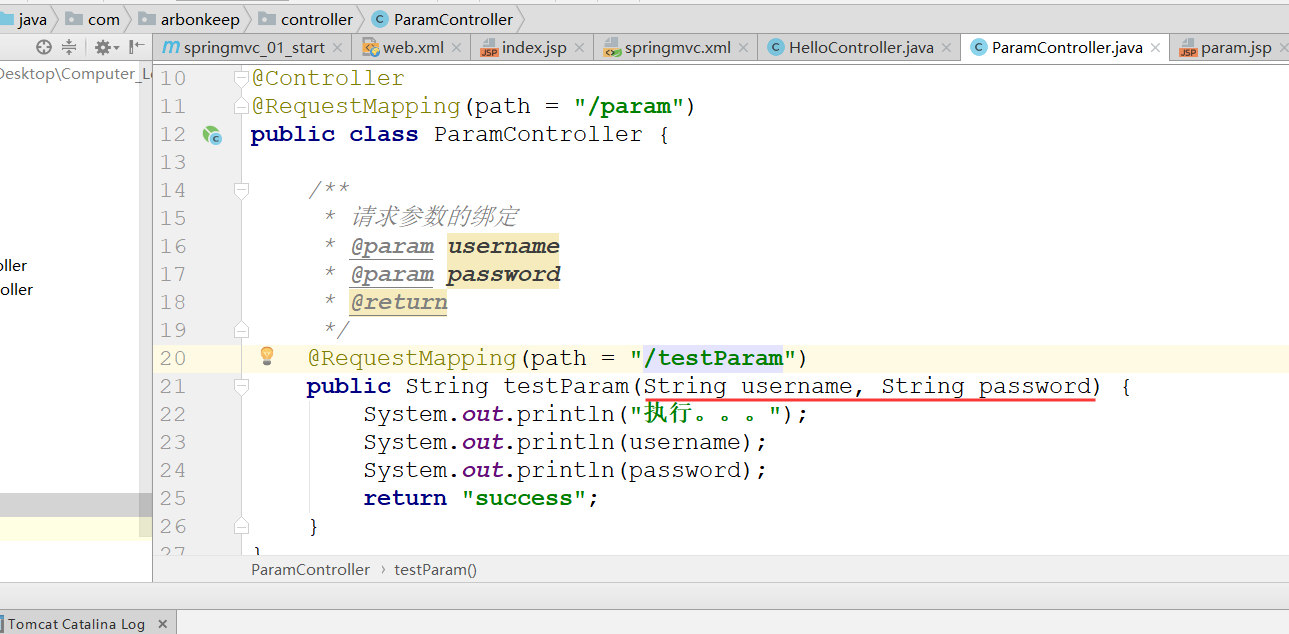 java com arbonkeep controller ParamController
springmvc_01_start web.xml index.jsp springmvc.xml HelloController.java ParamController.java param.jsp
Desktop\Computer_Le
10 @Controller
11 @RequestMapping(path = "/param")
12 public class ParamController {
13
14 /**
15 * 请求参数的绑定
16 * @param username
17 * @param password
18 * @return
19 */
20 @RequestMapping(path = "/testParam")
21 public String testParam(String username, String password) {
22 System.out.println("执行。。。");
23 System.out.println(username);
24 System.out.println(password);
25 return "success";
26 }
27 }
oller
oller
ParamController › testParam()
Tomcat Catalina Log